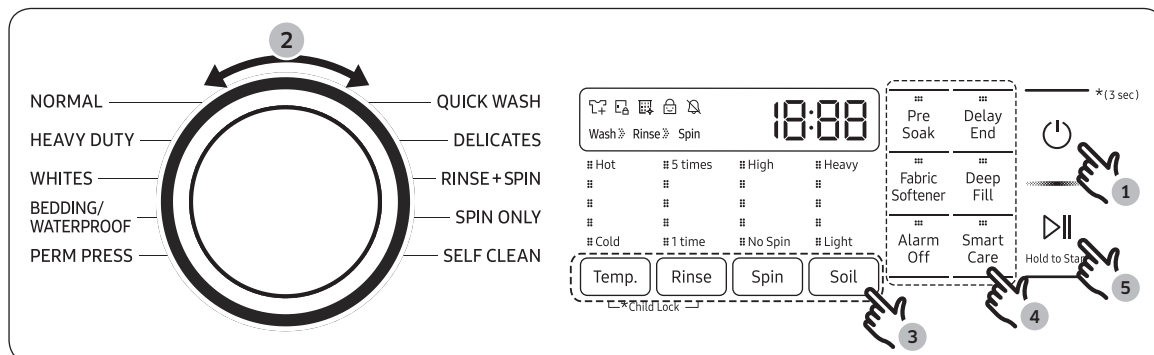 2
NORMAL
HEAVY DUTY
WHITES
BEDDING/
WATERPROOF
PERM PRESS
QUICK WASH
DELICATES
RINSE+SPIN
SPIN ONLY
SELF CLEAN
Wash Rinse Spin
18:88
Hot 5 times High Heavy
Cold 1 time No Spin Light
Temp. Rinse Spin Soil
*Child Lock
3
Pre
Soak
Delay
End
Fabric
Softener
Deep
Fill
Alarm
Off
Smart
Care
4
*(3 sec)
1
Hold to Start
5